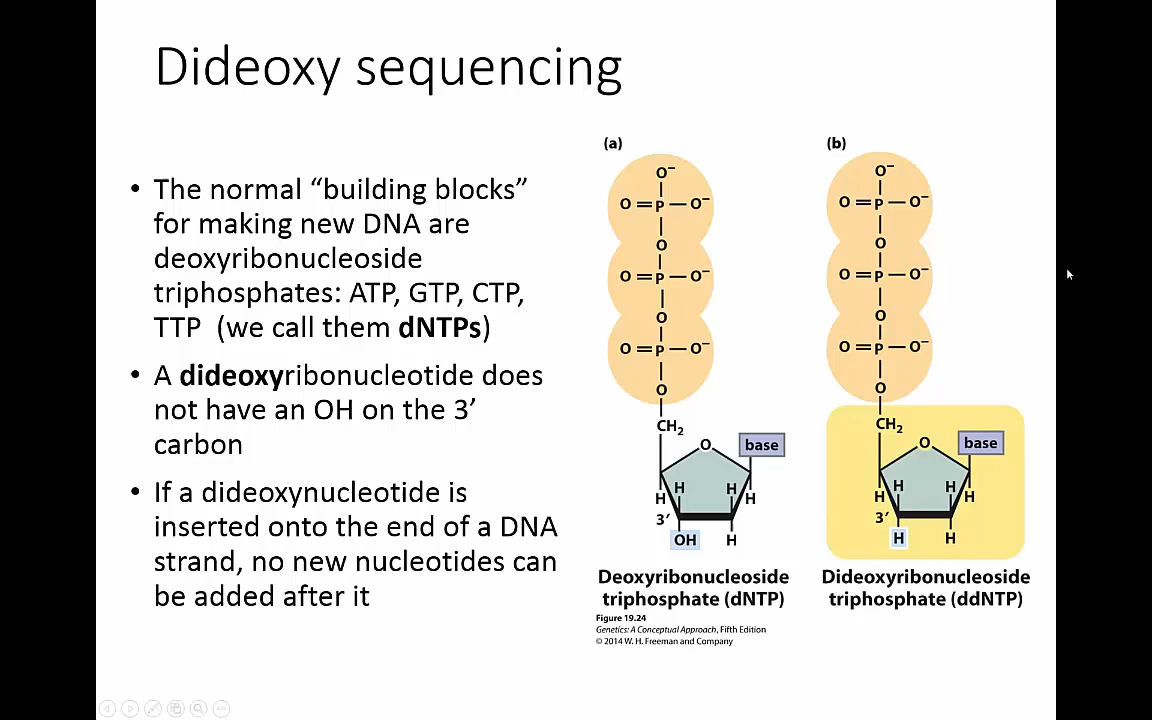 Dideoxy sequencing
• The normal “building blocks”
for making new DNA are
deoxyribonucleoside
triphosphates: ATP, GTP, CTP,
TTP (we call them dNTPs)
• A dideoxyribonucleotide does
not have an OH on the 3’
carbon
• If a dideoxynucleotide is
inserted onto the end of a DNA
strand, no new nucleotides can
be added after it
(a)
O−
O=P—O−
O
O=P—O−
O
O=P—O−
O
CH2
O
base
H H H H
3′
OH H
Deoxyribonucleoside
triphosphate (dNTP)
(b)
O−
O=P—O−
O
O=P—O−
O
O=P—O−
O
CH2
O
base
H H H H
3′
H H
Dideoxyribonucleoside
triphosphate (ddNTP)
Figure 19.24
Genetics: A Conceptual Approach, Fifth Edition
© 2014 W. H. Freeman and Company